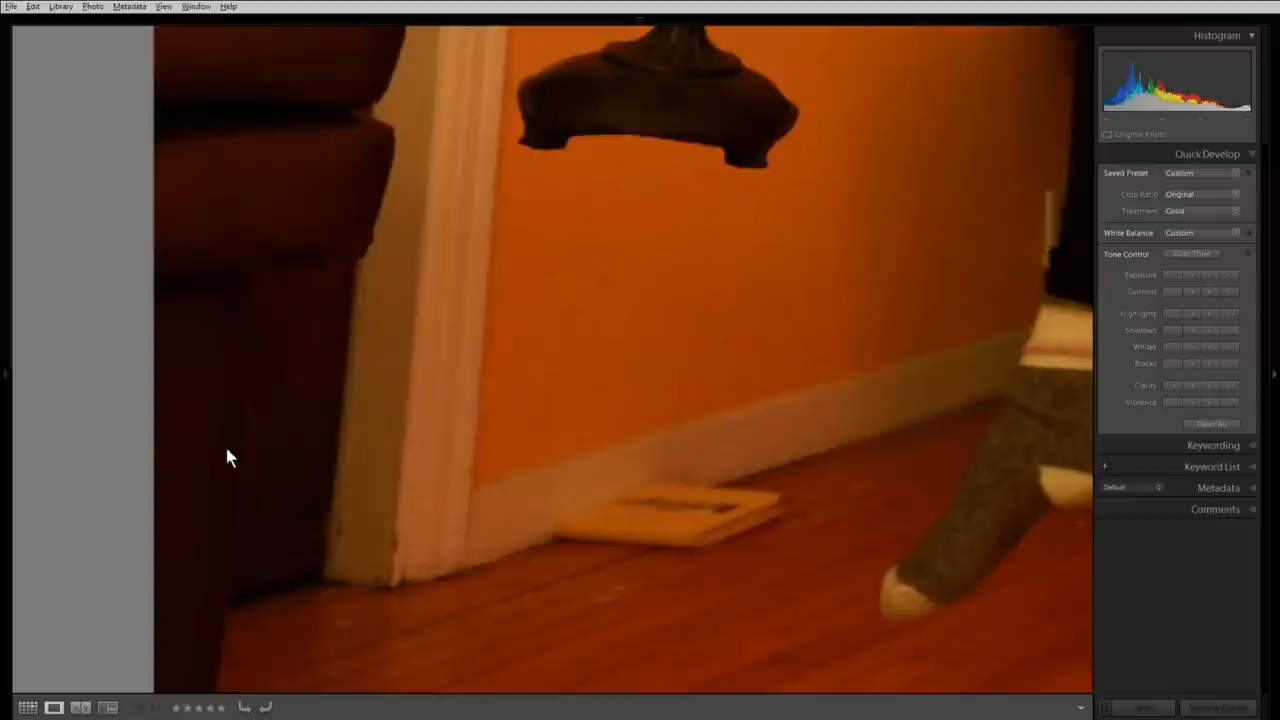 File Edit Library Photo Metadata View Window Help
Histogram
Original Photo
Quick Develop
Saved Preset Custom
Crop Ratio Original
Treatment Color
White Balance Custom
Tone Control Auto Tone
Exposure
Contrast
Highlights
Shadows
Whites
Blacks
Clarity
Vibrance
Reset All
Keywording
Keyword List
Default Metadata
Comments